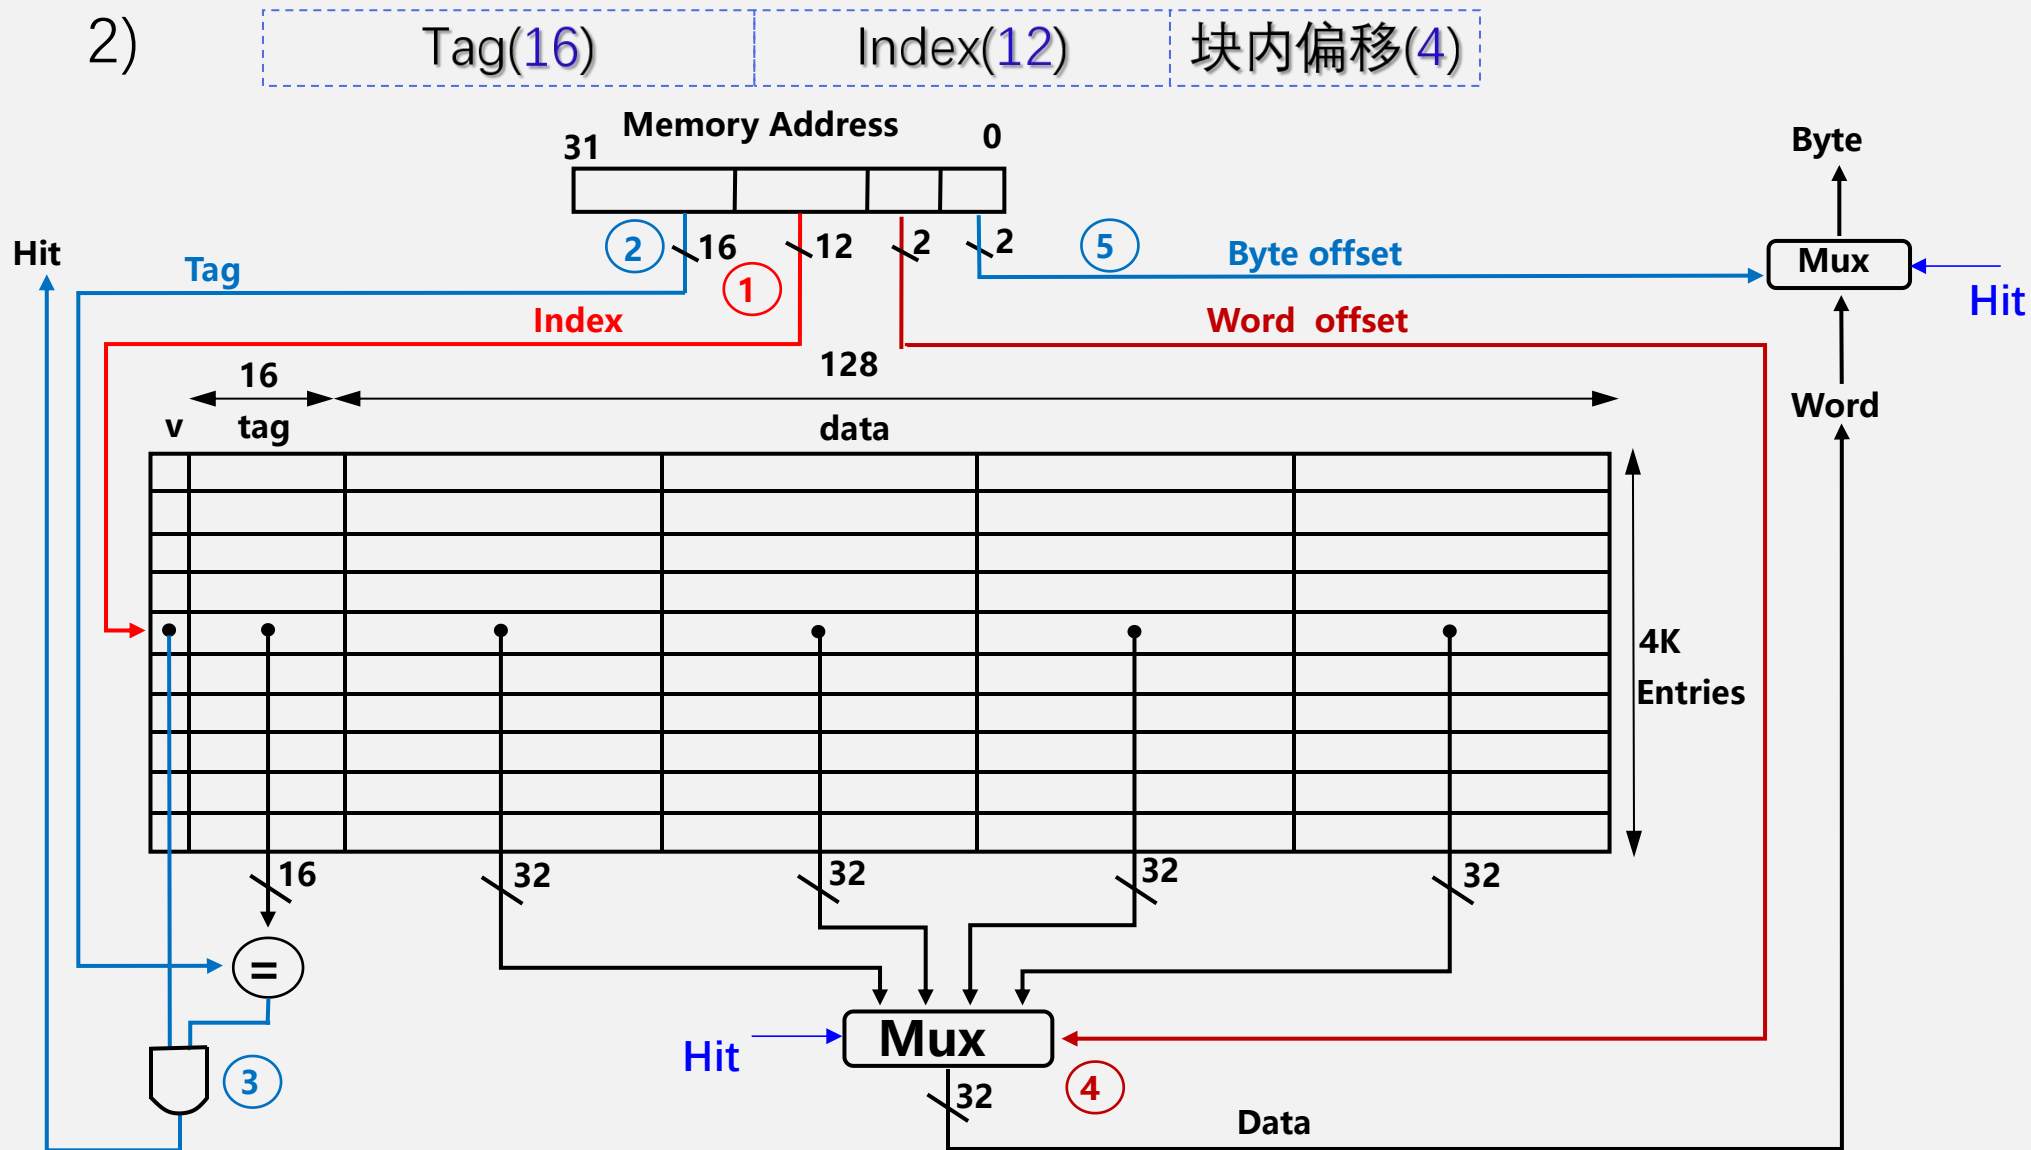 2)
Tag(16) Index(12) 块内偏移(4)
Memory Address
31 0
Byte
Hit
Tag
2
16
1
12
2
2
5
Byte offset
Mux
Hit
Index
Word offset
128
16
v tag data
Word
4K
Entries
16 32 32 32 32
=
Hit
Mux
3
4
32
Data